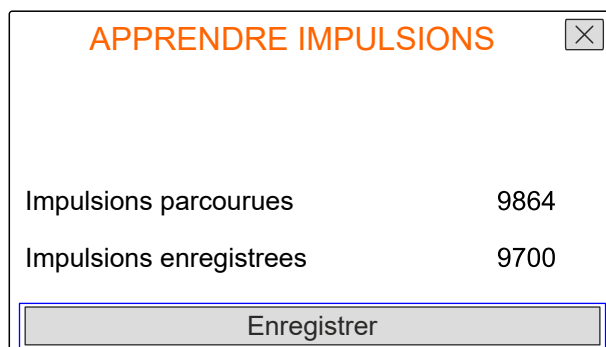 APPRENDRE IMPULSIONS
Impulsions parcourues 9864
Impulsions enregistrees 9700
Enregistrer